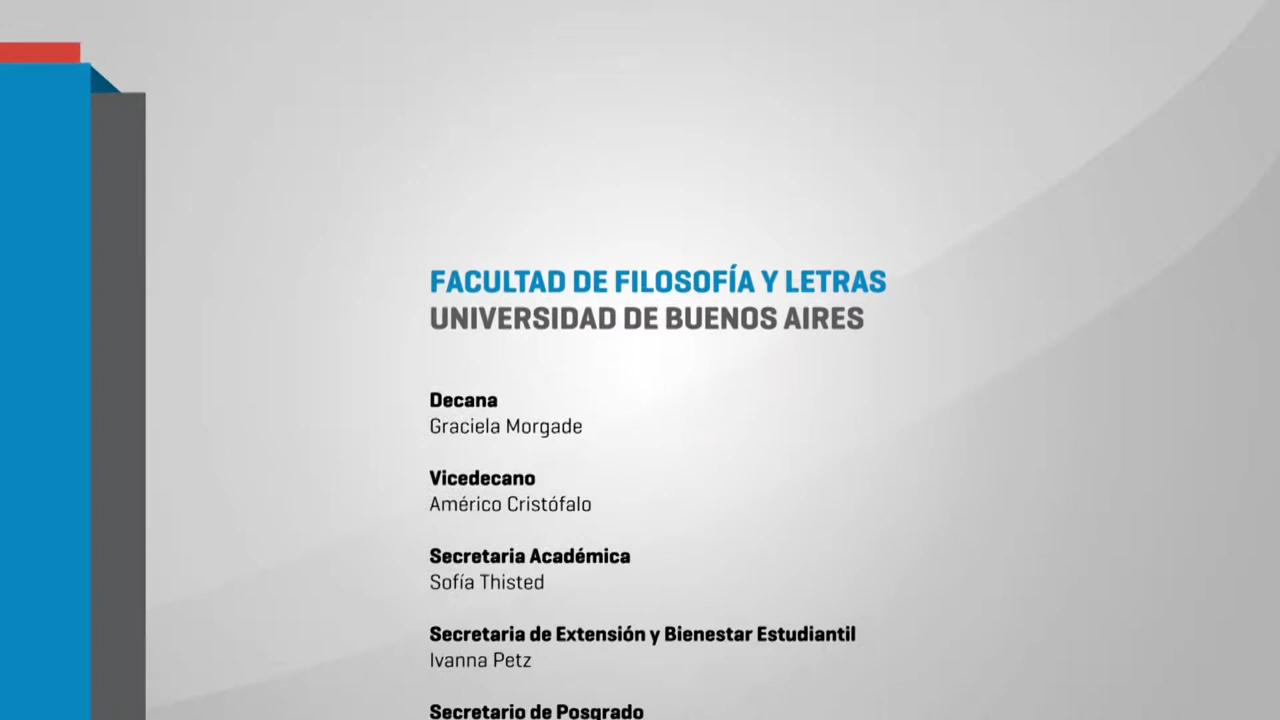 FACULTAD DE FILOSOFÍA Y LETRAS
UNIVERSIDAD DE BUENOS AIRES
Decana
Graciela Morgade
Vicedecano
Américo Cristófalo
Secretaria Académica
Sofía Thisted
Secretaria de Extensión y Bienestar Estudiantil
Ivanna Petz
Secretario de Posgrado